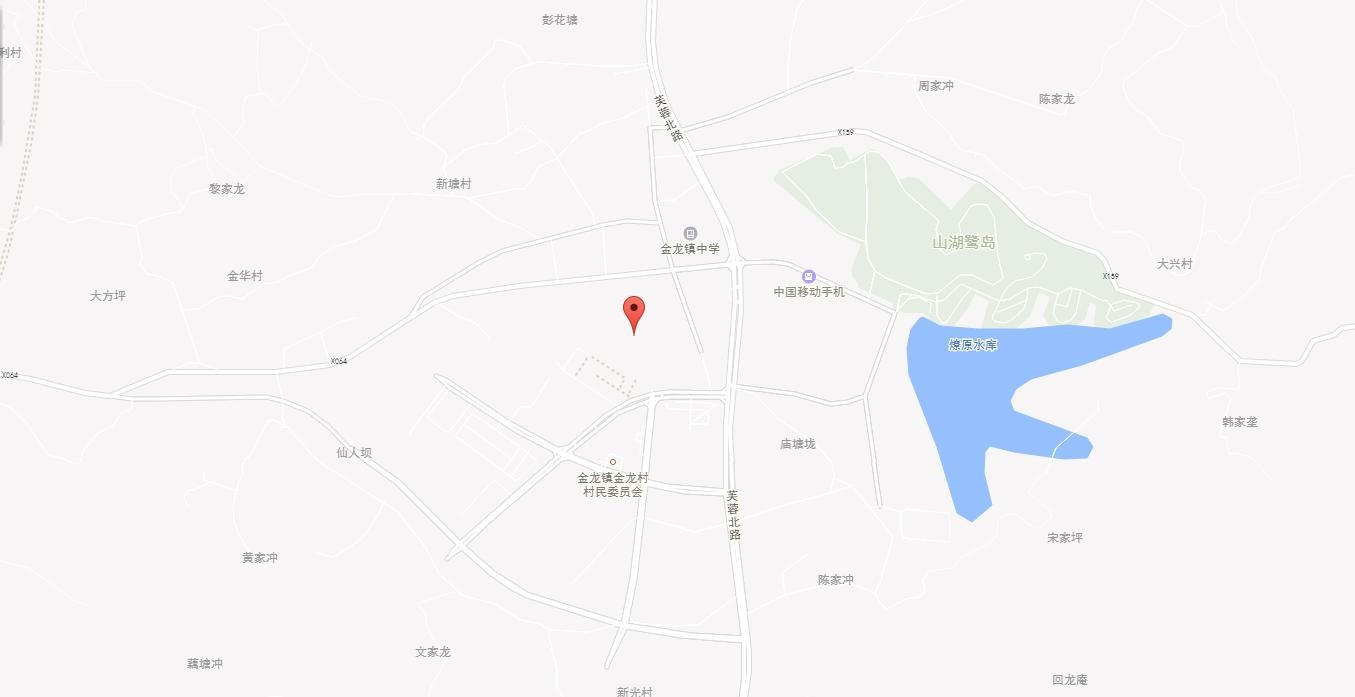 彭花塘
利村
周家冲
陈家龙
芙蓉北路
X159
黎家龙
新塘村
金龙镇中学
山湖鹭岛
大兴村
金华村
X159
大方坪
中国移动手机
燎原水库
X064
X064
韩家垄
庙塘垅
仙人坝
金龙镇金龙村
村民委员会
芙蓉北路
宋家坪
黄家冲
陈家冲
文家龙
藕塘冲
回龙庵
新光村